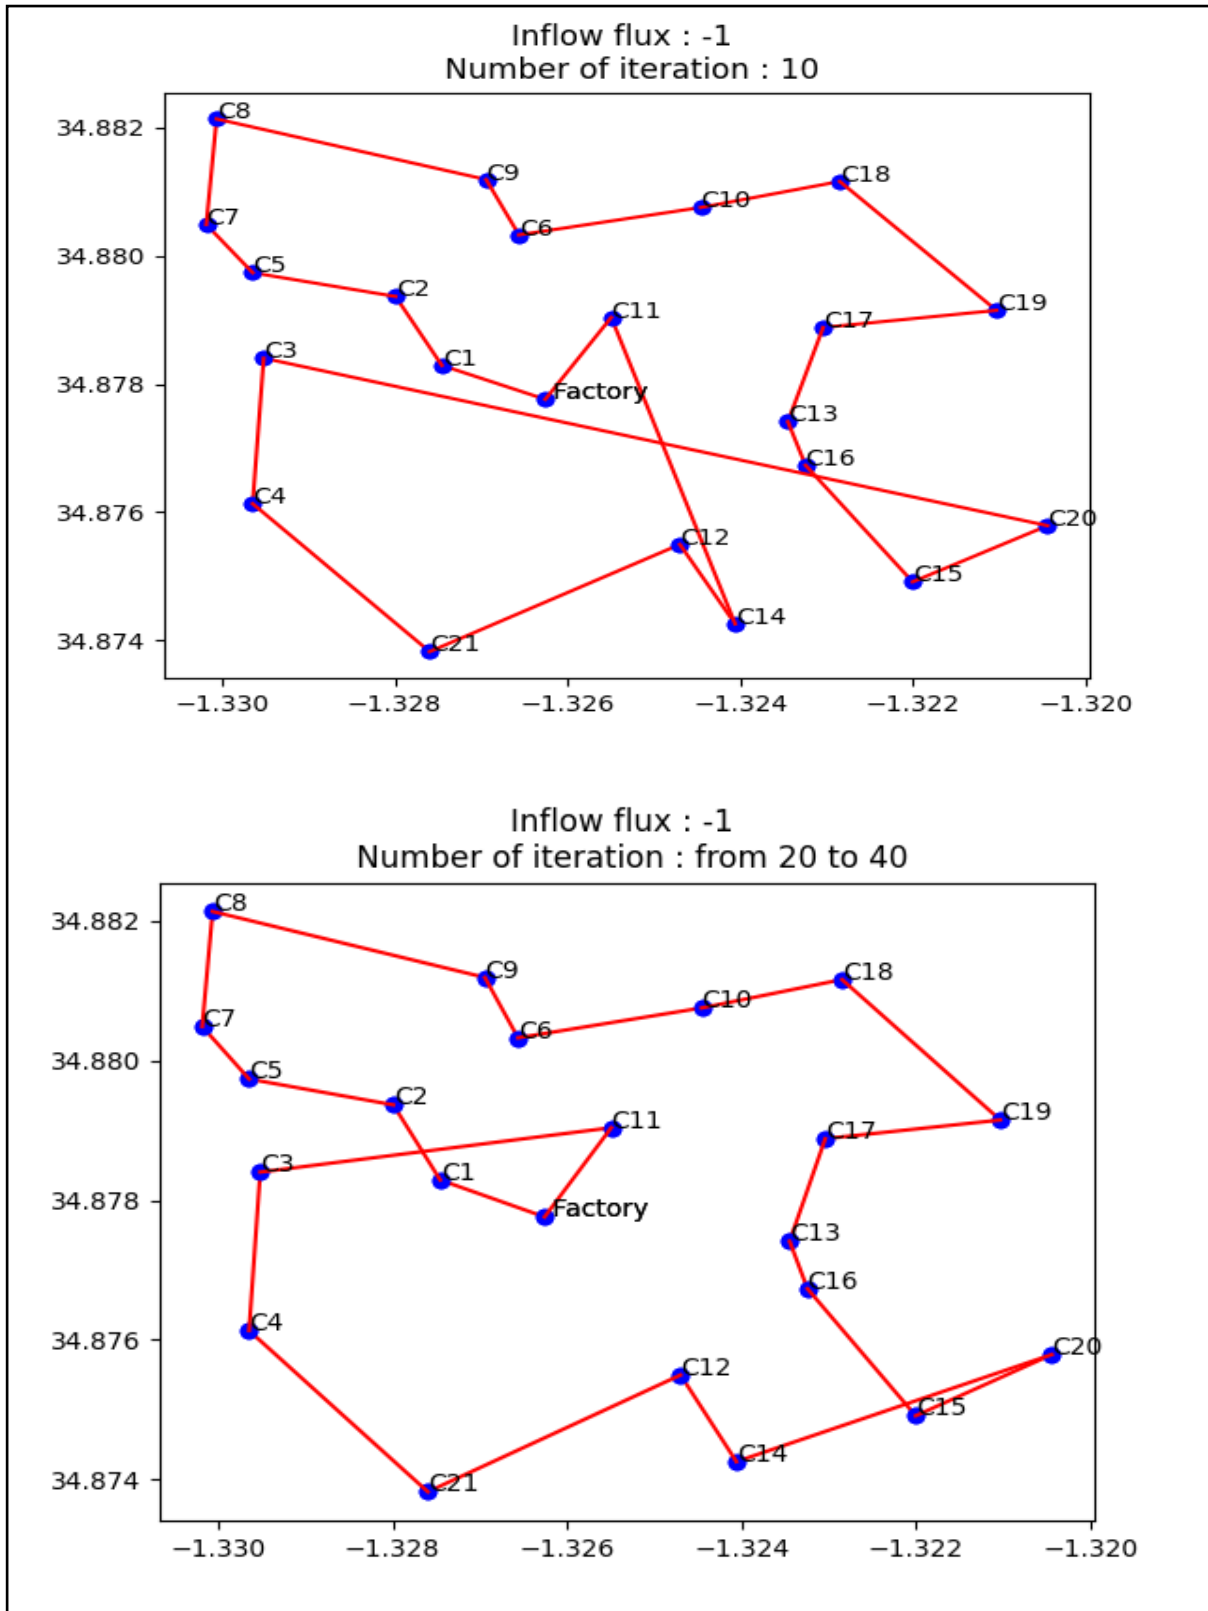 Inflow flux : -1
Number of iteration : 10
C8
34.882
C9
C18
C10
C7
C6
34.880
C5
C2
C11
C19
C17
C3
C1
34.878
Factory
C13
C16
C4
34.876
C20
C12
C15
C14
34.874
C21
−1.330 −1.328 −1.326 −1.324 −1.322 −1.320
Inflow flux : -1
Number of iteration : from 20 to 40
C8
34.882
C9
C18
C10
C7
C6
34.880
C5
C2
C11
C19
C17
C3
C1
34.878
Factory
C13
C16
C4
34.876
C20
C12
C15
C14
34.874
C21
−1.330 −1.328 −1.326 −1.324 −1.322 −1.320